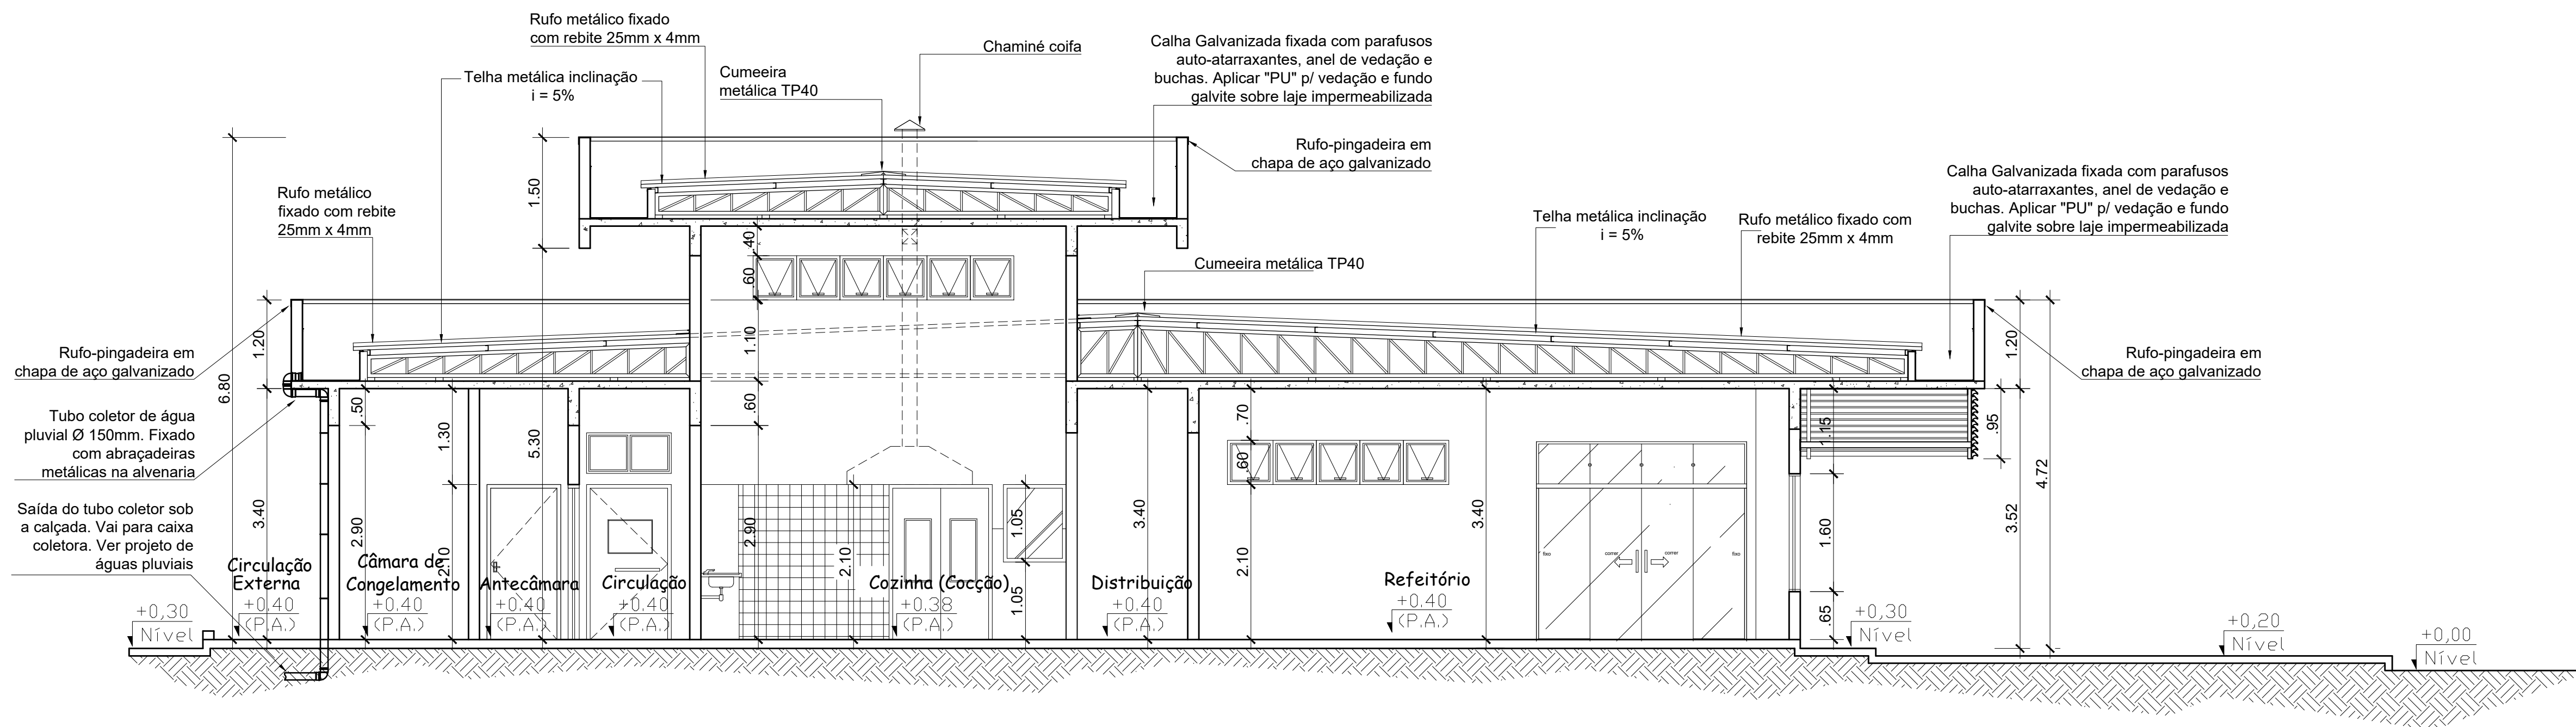 Rufo metálico fixado
com rebite 25mm x 4mm
Chaminé coifa
Calha Galvanizada fixada com parafusos
auto-atarraxantes, anel de vedação e
buchas. Aplicar "PU" p/ vedação e fundo
galvite sobre laje impermeabilizada
Telha metálica inclinação
i = 5%
Cumeeira
metálica TP40
Rufo-pingadeira em
chapa de aço galvanizado
Rufo metálico
fixado com rebite
25mm x 4mm
Calha Galvanizada fixada com parafusos
auto-atarraxantes, anel de vedação e
buchas. Aplicar "PU" p/ vedação e fundo
galvite sobre laje impermeabilizada
Telha metálica inclinação
i = 5%
Rufo metálico fixado com
rebite 25mm x 4mm
Cumeeira metálica TP40
Rufo-pingadeira em
chapa de aço galvanizado
Rufo-pingadeira em
chapa de aço galvanizado
Tubo coletor de água
pluvial Ø 150mm. Fixado
com abraçadeiras
metálicas na alvenaria
Saída do tubo coletor sob
a calçada. Vai para caixa
coletora. Ver projeto de
águas pluviais
6.80
1.20
3.40
1.50
5.30
.50
2.90
1.30
2.10
.40
.60
1.10
.60
2.90
2.10
1.05
1.05
3.40
.70
.60
2.10
3.40
1.15
1.60
.65
.95
1.20
3.52
4.72
fixo
correr
correr
fixo
+0,30
Nível
Circulação
Externa
+0.40
(P.A.)
Câmara de
Congelamento
+0.40
(P.A.)
Antecâmara
+0.40
(P.A.)
Circulação
+0.40
(P.A.)
Cozinha (Cocção)
+0.38
(P.A.)
Distribuição
+0.40
(P.A.)
Refeitório
+0.40
(P.A.)
+0,30
Nível
+0,20
Nível
+0,00
Nível